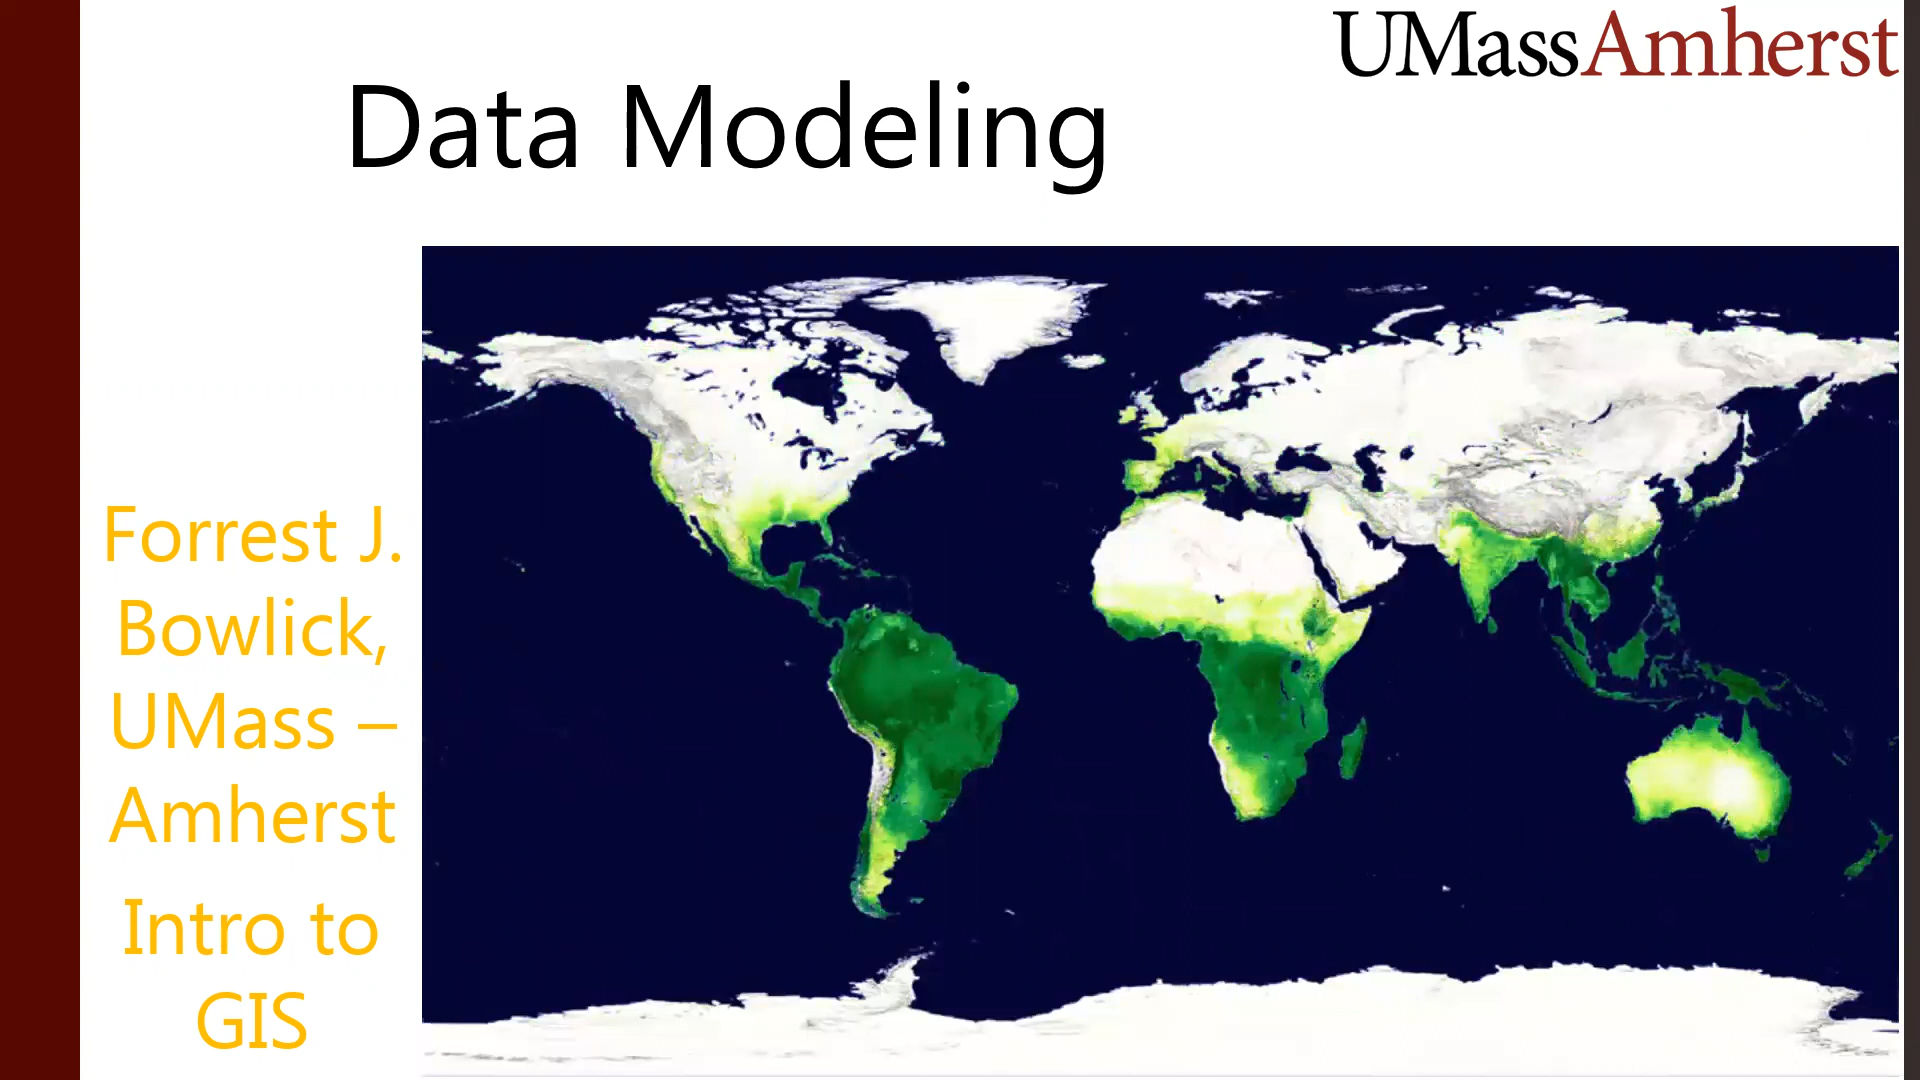 UMassAmherst
Data Modeling
Forrest J.
Bowlick,
UMass –
Amherst
Intro to
GIS